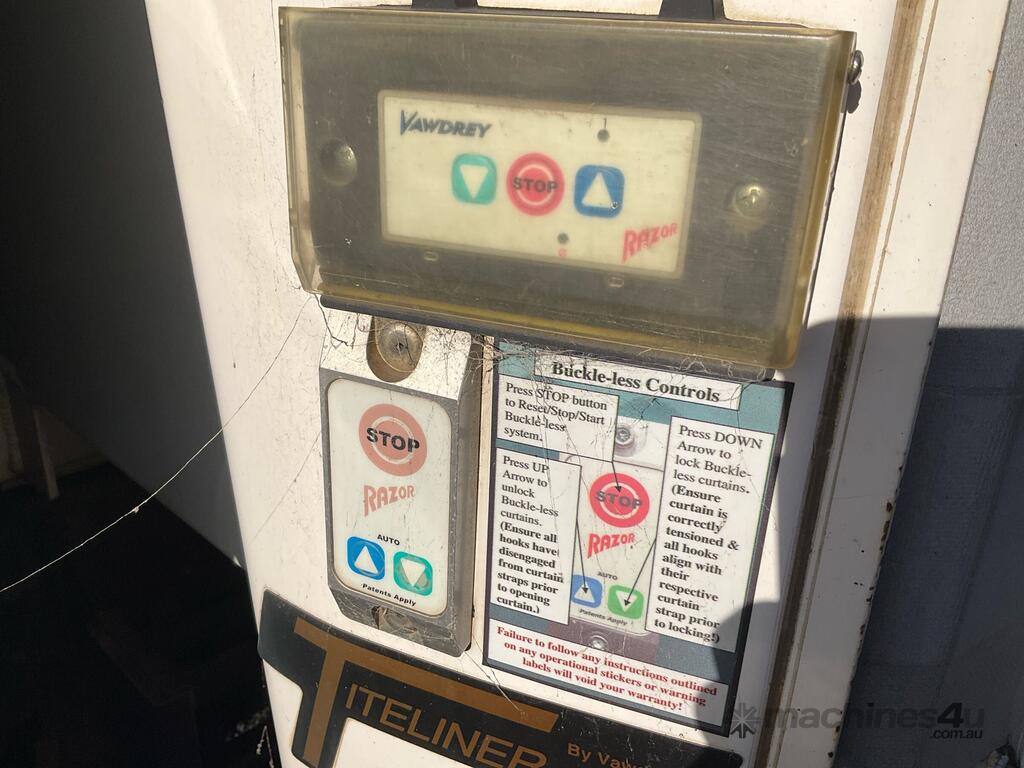 VAWDREY
STOP
RAZOR
STOP
RAZOR
AUTO
Patents Apply
Buckle-less Controls
Press STOP button
to Reset/Stop/Start
Buckle-less
system.
Press UP
Arrow to
unlock
Buckle-less
curtains.
(Ensure all
hooks have
disengaged
from curtain
straps prior
to opening
curtain.)
STOP
RAZOR
AUTO
Patents Apply
Press DOWN
Arrow to
lock Buckle-
less curtains.
(Ensure
curtain is
correctly
tensioned &
all hooks
align with
their
respective
curtain
strap prior
to locking!)
Failure to follow any instructions outlined
on any operational stickers or warning
labels will void your warranty!
TITELINER
By Vawd
machines4u
.com.au